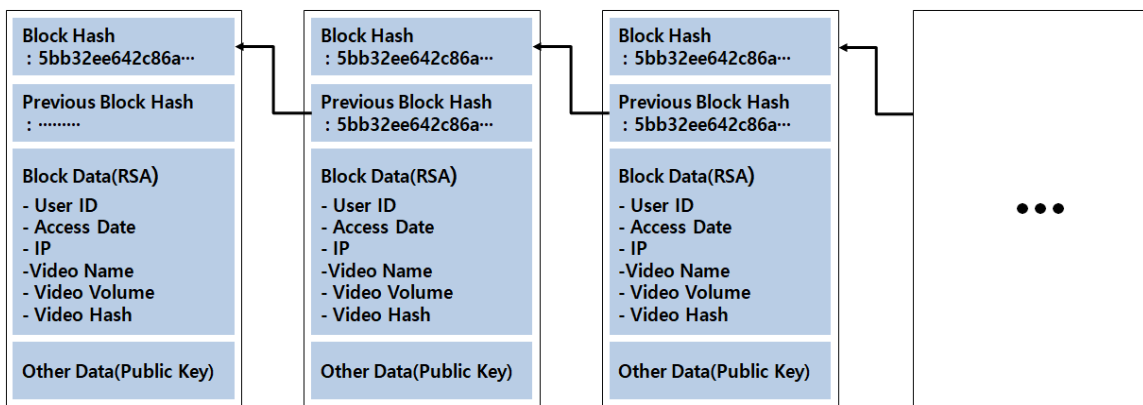 Block Hash
: 5bb32ee642c86a···
Previous Block Hash
: ·········
Block Data(RSA)
- User ID
- Access Date
- IP
-Video Name
- Video Volume
- Video Hash
Other Data(Public Key)
Block Hash
: 5bb32ee642c86a···
Previous Block Hash
: 5bb32ee642c86a···
Block Data(RSA)
- User ID
- Access Date
- IP
-Video Name
- Video Volume
- Video Hash
Other Data(Public Key)
Block Hash
: 5bb32ee642c86a···
Previous Block Hash
: 5bb32ee642c86a···
Block Data(RSA)
- User ID
- Access Date
- IP
-Video Name
- Video Volume
- Video Hash
Other Data(Public Key)
•••